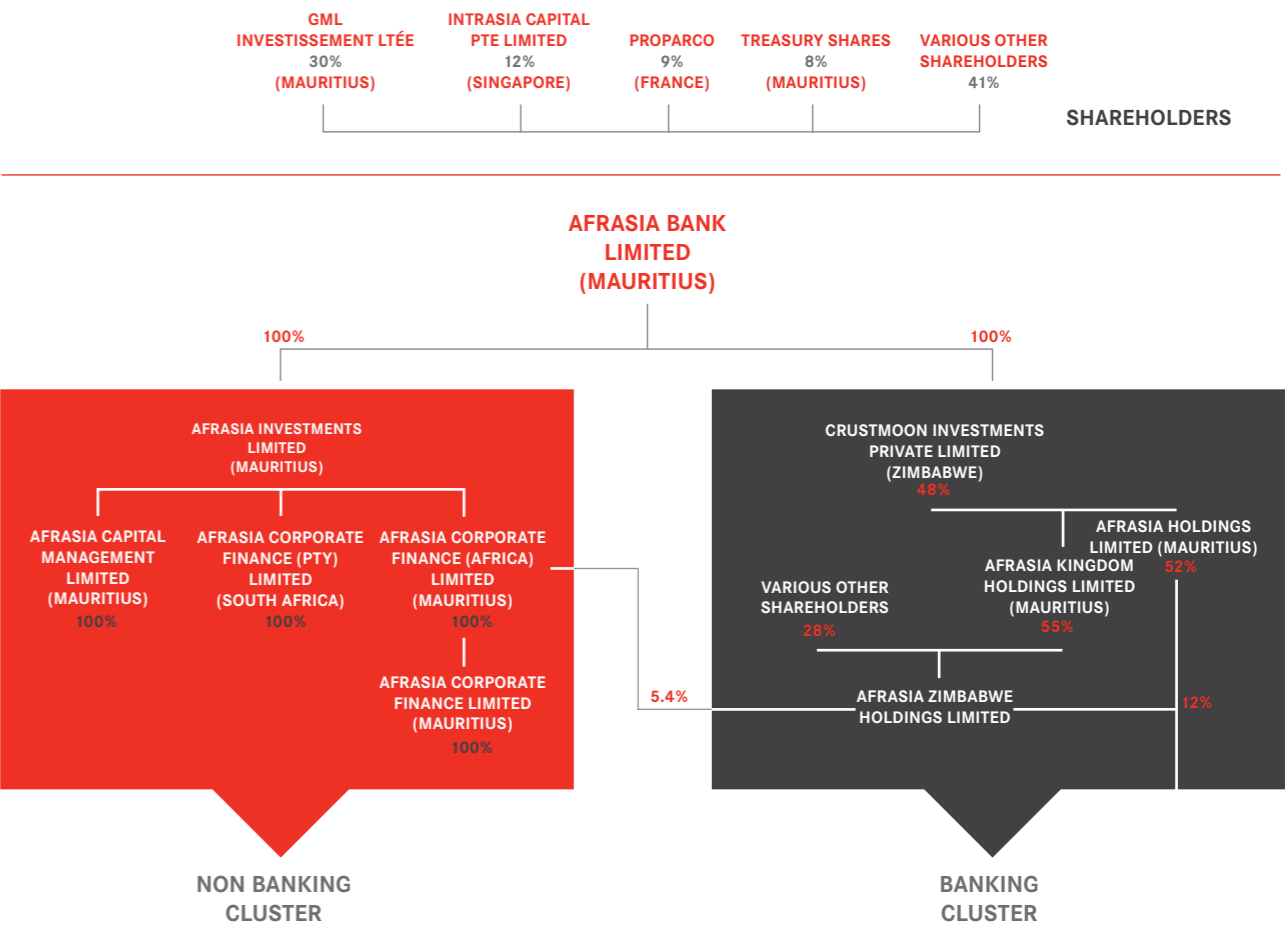 GML
INVESTISSEMENT LTÉE
30%
(MAURITIUS)
INTRASIA CAPITAL
PTE LIMITED
12%
(SINGAPORE)
PROPARCO
9%
(FRANCE)
TREASURY SHARES
8%
(MAURITIUS)
VARIOUS OTHER
SHAREHOLDERS
41%
SHAREHOLDERS
AFRASIA BANK
LIMITED
(MAURITIUS)
100%
100%
AFRASIA INVESTMENTS
LIMITED
(MAURITIUS)
AFRASIA CAPITAL
MANAGEMENT
LIMITED
(MAURITIUS)
100%
AFRASIA CORPORATE
FINANCE (PTY)
LIMITED
(SOUTH AFRICA)
100%
AFRASIA CORPORATE
FINANCE (AFRICA)
LIMITED
(MAURITIUS)
100%
AFRASIA CORPORATE
FINANCE LIMITED
(MAURITIUS)
100%
5.4%
CRUSTMOON INVESTMENTS
PRIVATE LIMITED
(ZIMBABWE)
48%
AFRASIA HOLDINGS
LIMITED (MAURITIUS)
52%
AFRASIA KINGDOM
HOLDINGS LIMITED
(MAURITIUS)
55%
VARIOUS OTHER
SHAREHOLDERS
28%
AFRASIA ZIMBABWE
HOLDINGS LIMITED
12%
NON BANKING
CLUSTER
BANKING
CLUSTER